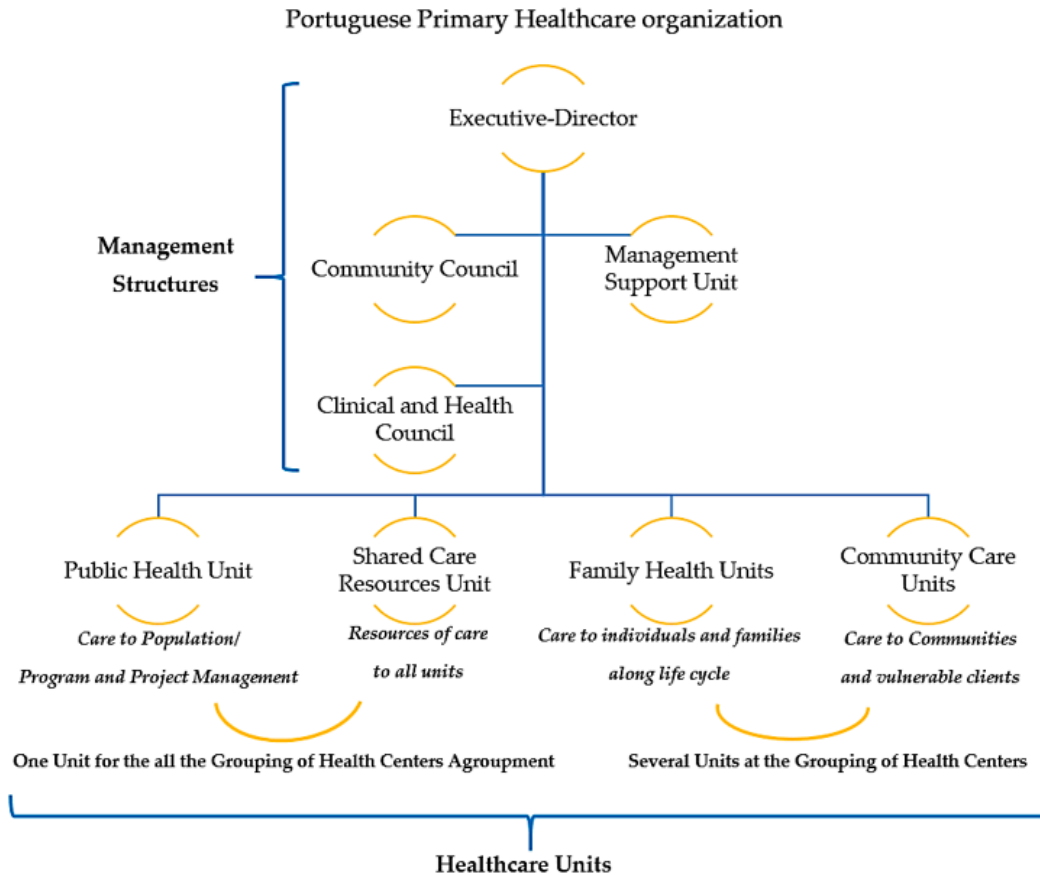 Portuguese Primary Healthcare organization
Executive-Director
Management
Structures
Community Council
Management
Support Unit
Clinical and Health
Council
Public Health Unit
Shared Care
Resources Unit
Family Health Units
Community Care
Units
Care to Population/
Program and Project Management
Resources of care
to all units
Care to individuals and families
along life cycle
Care to Communities
and vulnerable clients
One Unit for the all the Grouping of Health Centers Agroupment
Several Units at the Grouping of Health Centers
Healthcare Units